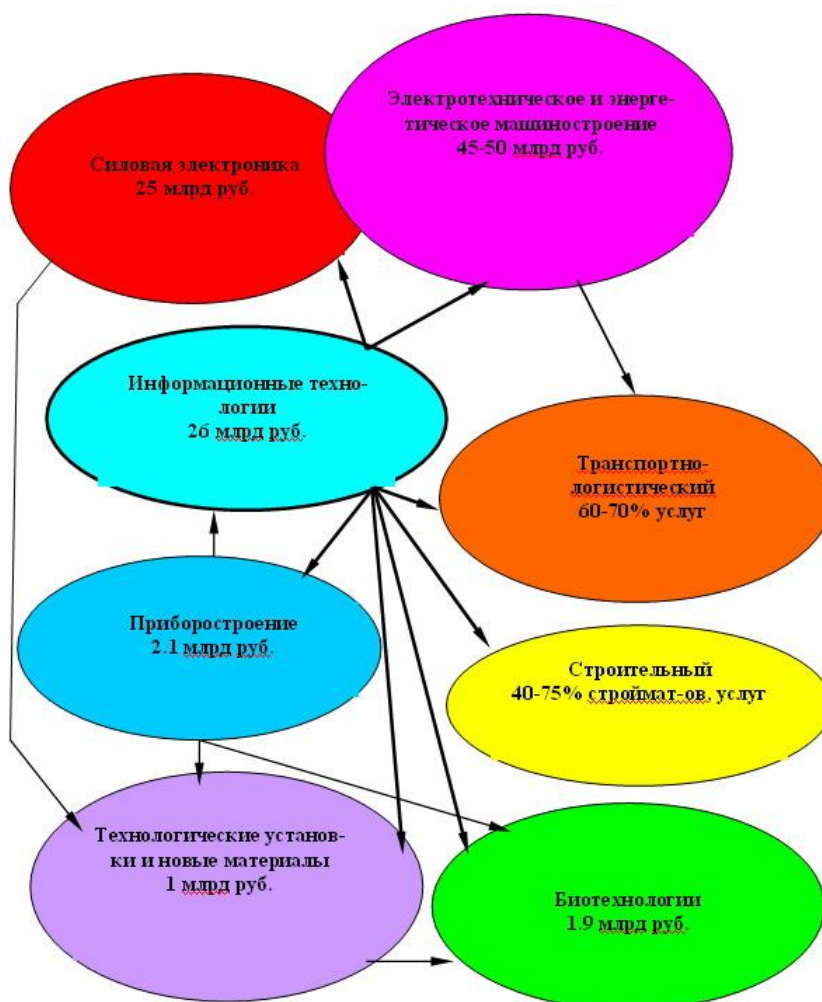 Электротехническое и энерге-
тическое машиностроение
45-50 млрд руб.
Силовая электроника
25 млрд руб.
Информационные техно-
логии
26 млрд руб.
Транспортно-
логистический
60-70% услуг
Приборостроение
2.1 млрд руб.
Строительный
40-75% строймат-ов, услуг
Технологические установ-
ки и новые материалы
1 млрд руб.
Биотехнологии
1.9 млрд руб.